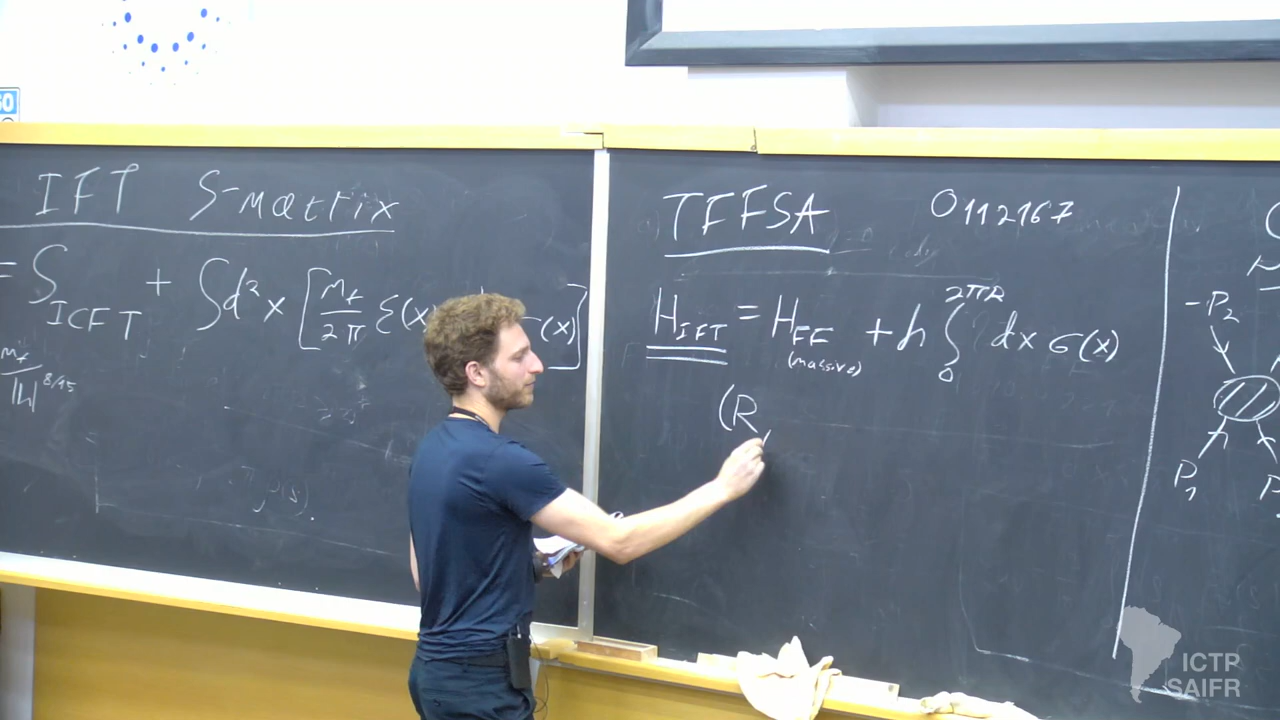 IFT S-matrix
= S_ICFT + ∫d²x [m_f/2π ε(x) σ(x)]
m_f/|h|^8/15
TFFSA 0112167
H_IFT = H_FF + h ∫_0^2πR dx σ(x)
(massive)
(R,
-P_2
P_1
P
ICTP
SAIFR